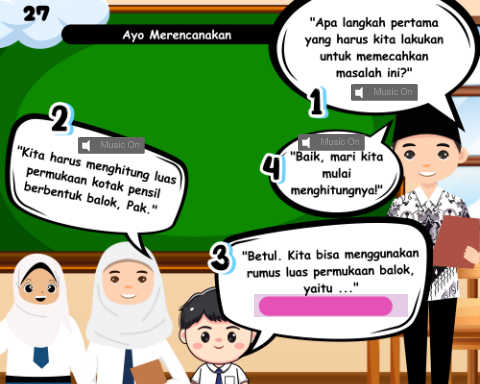 27
Ayo Merencanakan
1
"Apa langkah pertama
yang harus kita lakukan
untuk memecahkan
masalah ini?"
Music On
2
Music On
"Kita harus menghitung luas
permukaan kotak pensil
berbentuk balok, Pak."
3
"Betul. Kita bisa menggunakan
rumus luas permukaan balok,
yaitu ..."
4
Music On
"Baik, mari kita
mulai
menghitungnya!"